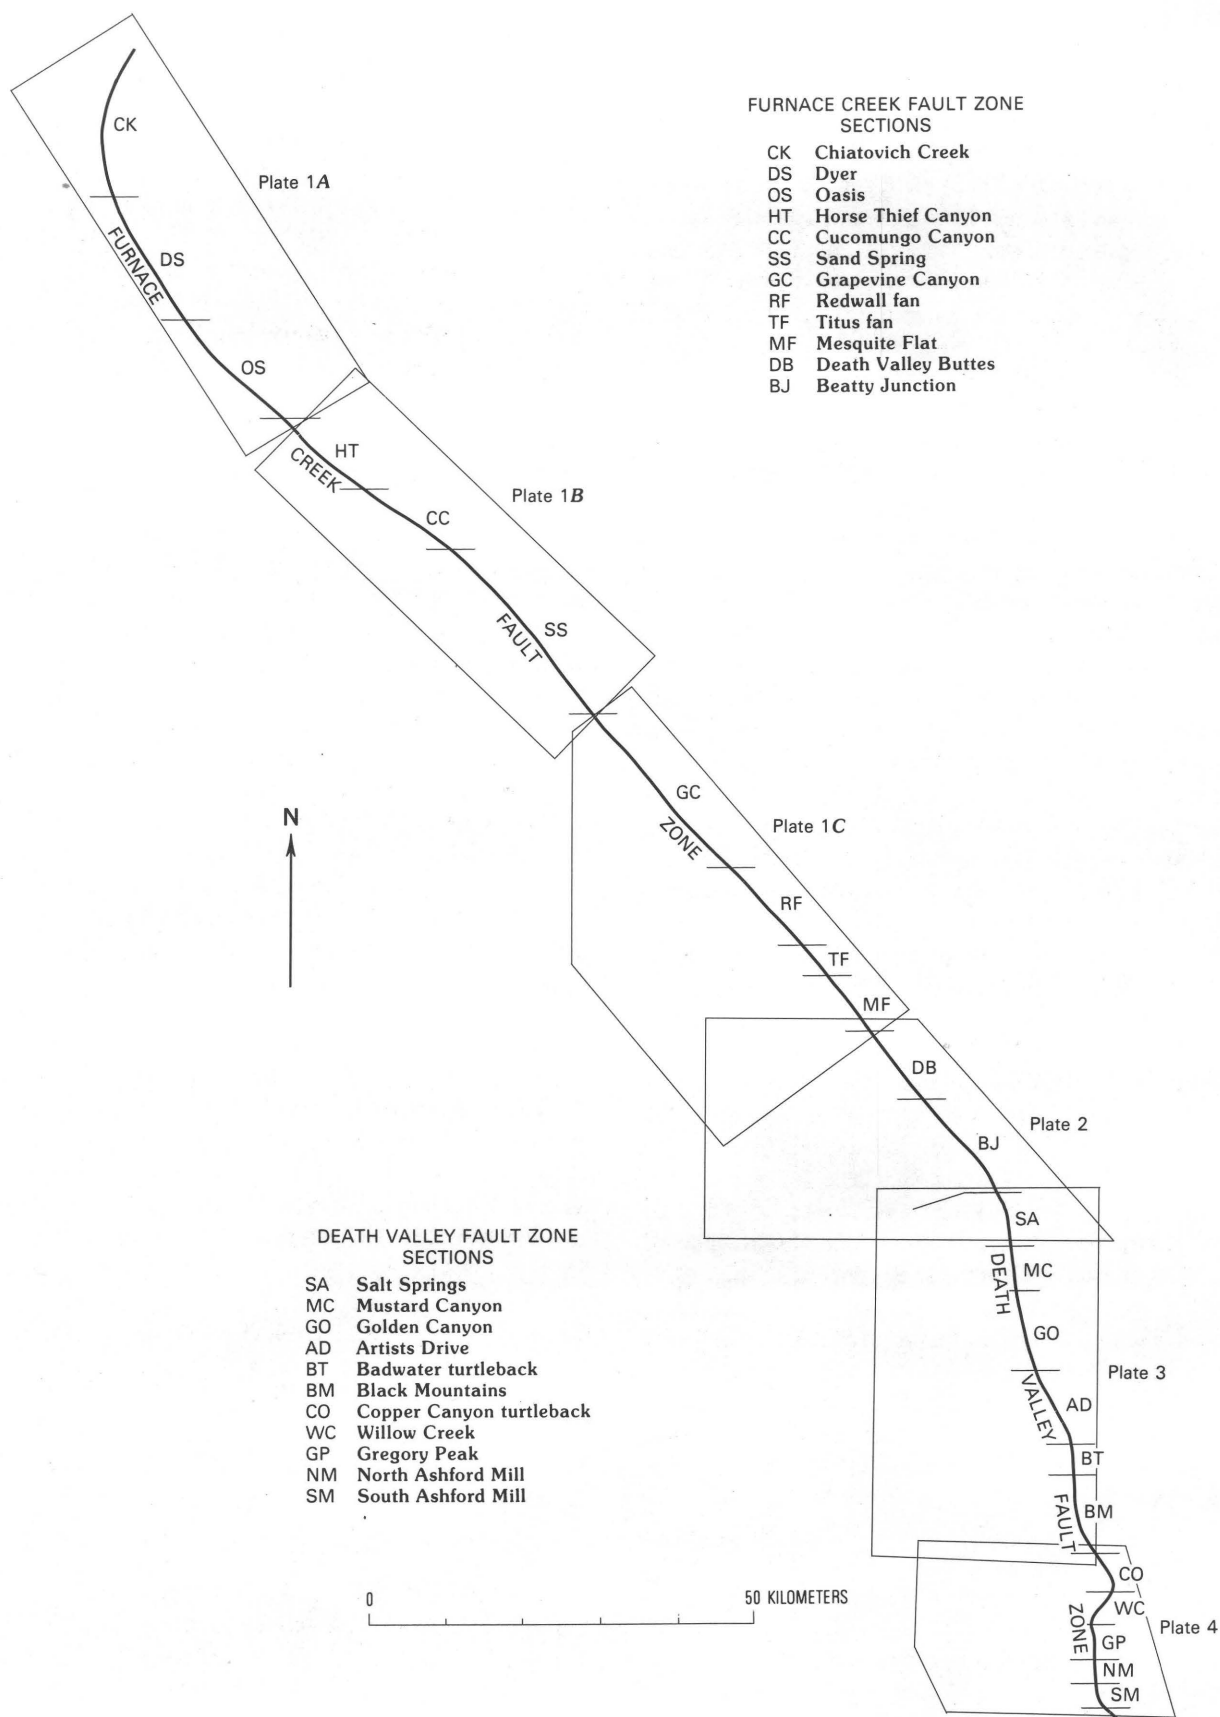 FURNACE CREEK FAULT ZONE
SECTIONS
CK Chiatovich Creek
DS Dyer
OS Oasis
HT Horse Thief Canyon
CC Cucomungo Canyon
SS Sand Spring
GC Grapevine Canyon
RF Redwall fan
TF Titus fan
MF Mesquite Flat
DB Death Valley Buttes
BJ Beatty Junction
CK
Plate 1A
FURNACE
DS
OS
HT
CREEK
Plate 1B
CC
FAULT
SS
GC
N
ZONE
Plate 1C
RF
TF
MF
DB
Plate 2
BJ
DEATH VALLEY FAULT ZONE
SECTIONS
SA Salt Springs
MC Mustard Canyon
GO Golden Canyon
AD Artists Drive
BT Badwater turtleback
BM Black Mountains
CO Copper Canyon turtleback
WC Willow Creek
GP Gregory Peak
NM North Ashford Mill
SM South Ashford Mill
SA
DEATH
MC
GO
Plate 3
VALLEY
AD
BT
FAULT
BM
CO
0 50 KILOMETERS
WC
ZONE
Plate 4
GP
NM
SM